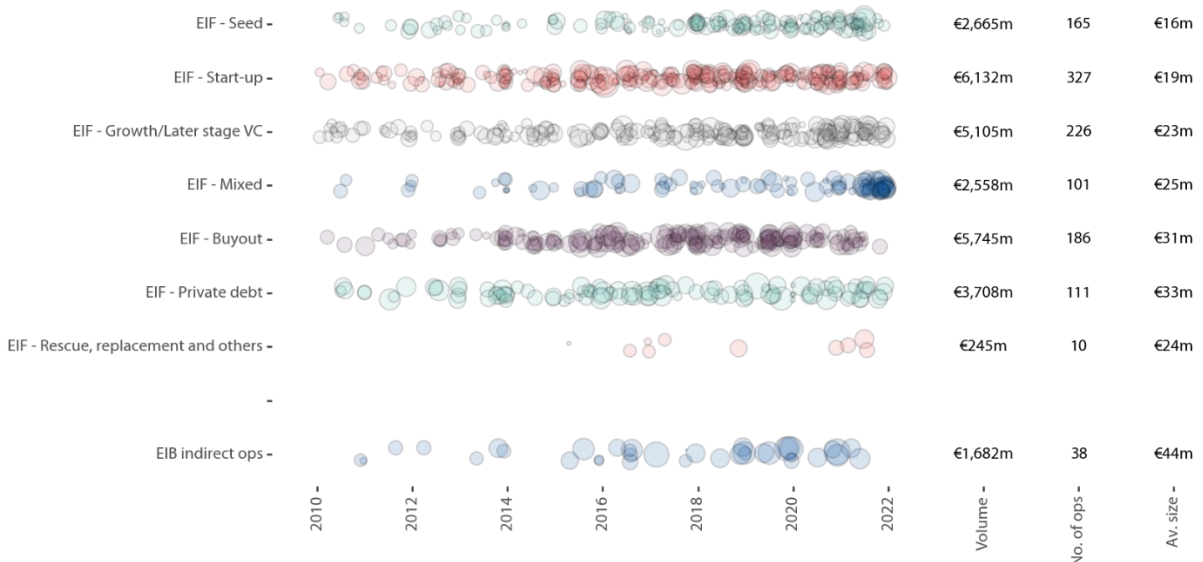 EIF - Seed - €2,665m 165 €16m
EIF - Start-up - €6,132m 327 €19m
EIF - Growth/Later stage VC - €5,105m 226 €23m
EIF - Mixed - €2,558m 101 €25m
EIF - Buyout - €5,745m 186 €31m
EIF - Private debt - €3,708m 111 €33m
EIF - Rescue, replacement and others - €245m 10 €24m
-
EIB indirect ops - €1,682m 38 €44m
2010 - 2012 - 2014 - 2016 - 2018 - 2020 - 2022 - Volume - No. of ops - Av. size -